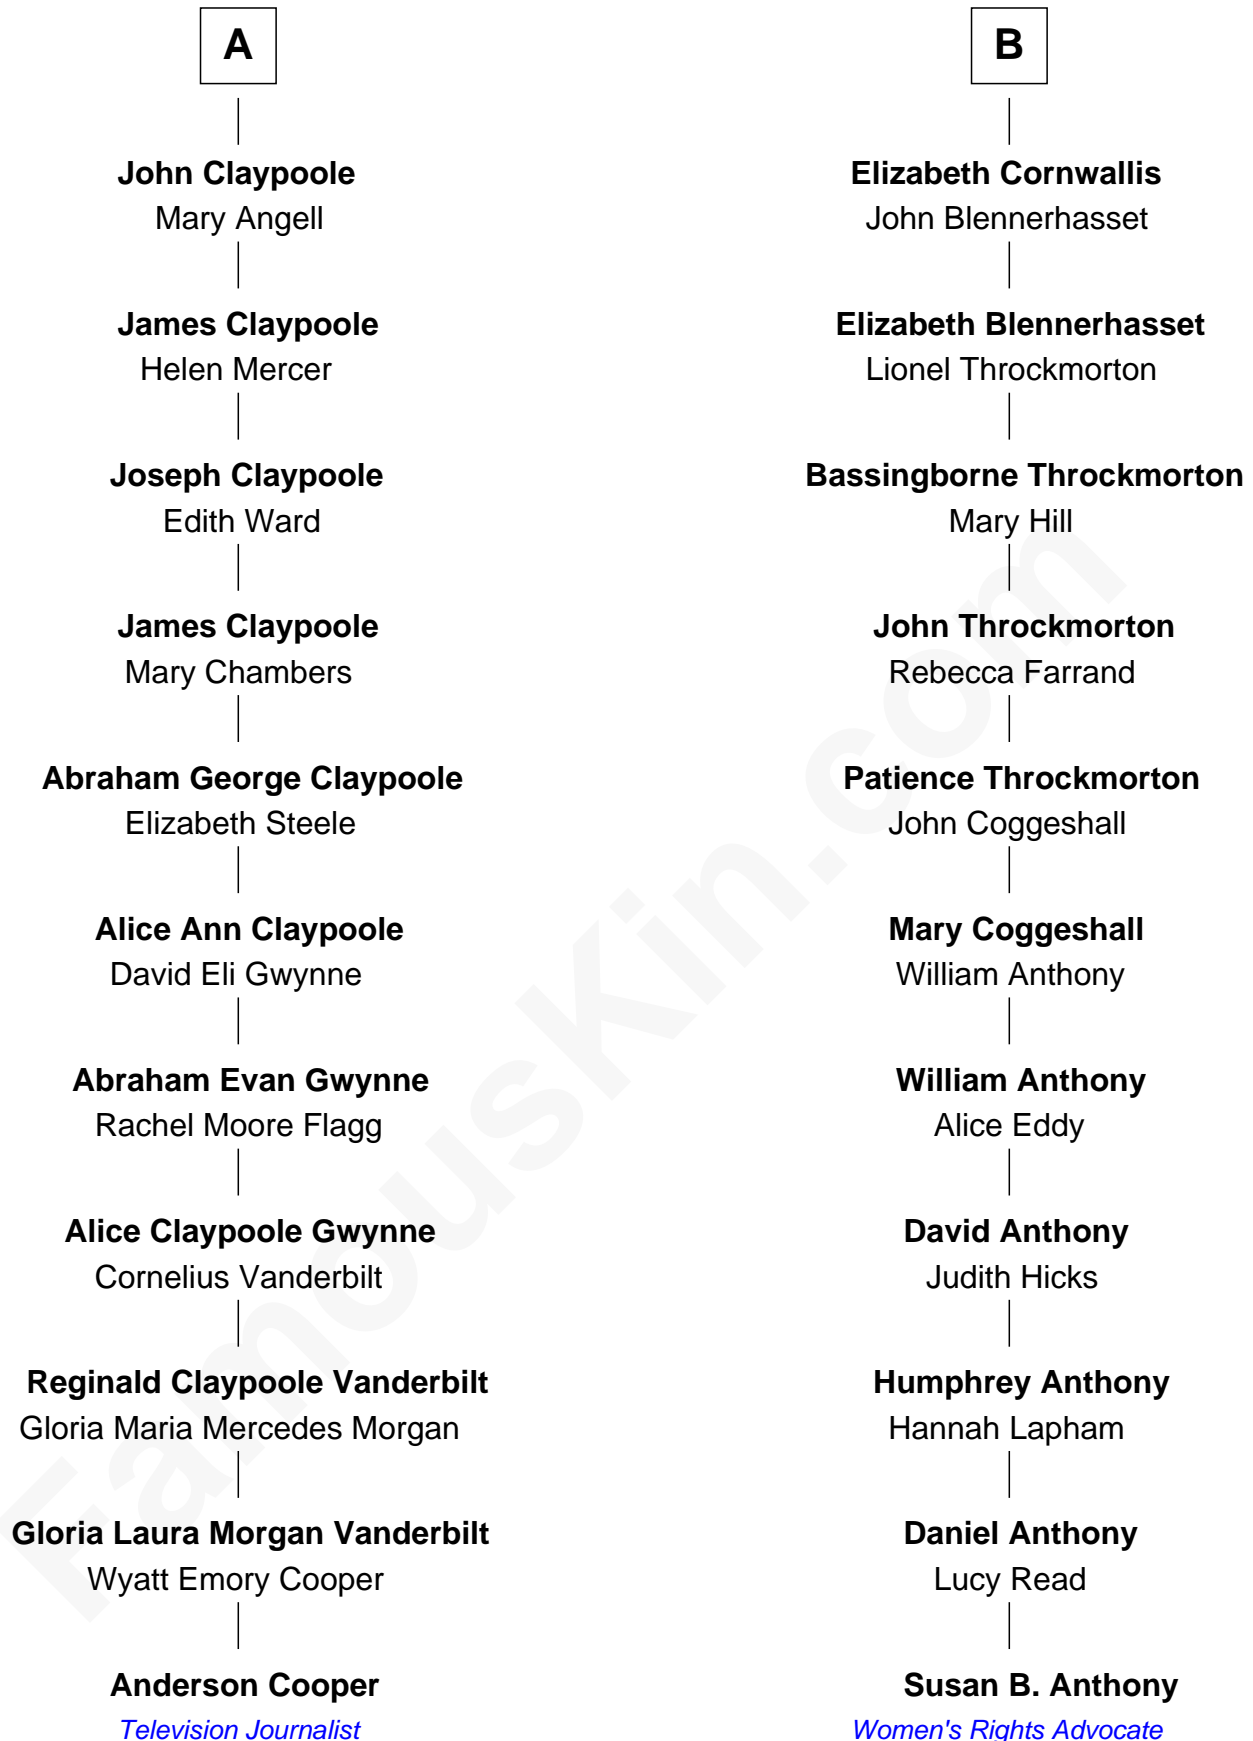 A
John Claypoole
Mary Angell
James Claypoole
Helen Mercer
Joseph Claypoole
Edith Ward
James Claypoole
Mary Chambers
Abraham George Claypoole
Elizabeth Steele
Alice Ann Claypoole
David Eli Gwynne
Abraham Evan Gwynne
Rachel Moore Flagg
Alice Claypoole Gwynne
Cornelius Vanderbilt
Reginald Claypoole Vanderbilt
Gloria Maria Mercedes Morgan
Gloria Laura Morgan Vanderbilt
Wyatt Emory Cooper
Anderson Cooper
Television Journalist
B
Elizabeth Cornwallis
John Blennerhasset
Elizabeth Blennerhasset
Lionel Throckmorton
Bassingborne Throckmorton
Mary Hill
John Throckmorton
Rebecca Farrand
Patience Throckmorton
John Coggeshall
Mary Coggeshall
William Anthony
William Anthony
Alice Eddy
David Anthony
Judith Hicks
Humphrey Anthony
Hannah Lapham
Daniel Anthony
Lucy Read
Susan B. Anthony
Women's Rights Advocate
FamousKin.com